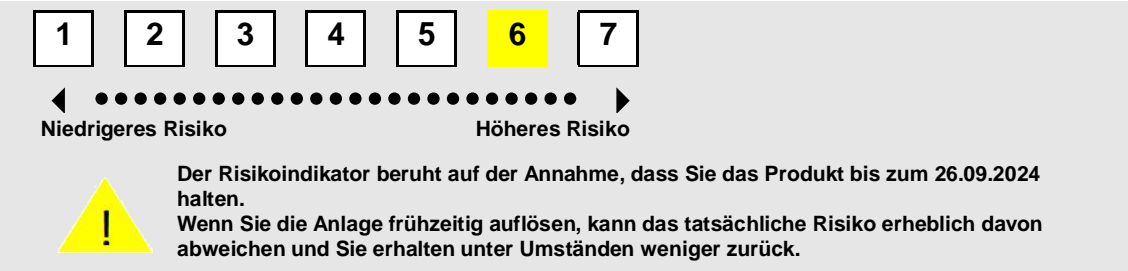 1 2 3 4 5 6 7
Niedrigeres Risiko Höheres Risiko
Der Risikoindikator beruht auf der Annahme, dass Sie das Produkt bis zum 26.09.2024
halten.
Wenn Sie die Anlage frühzeitig auflösen, kann das tatsächliche Risiko erheblich davon
abweichen und Sie erhalten unter Umständen weniger zurück.
!